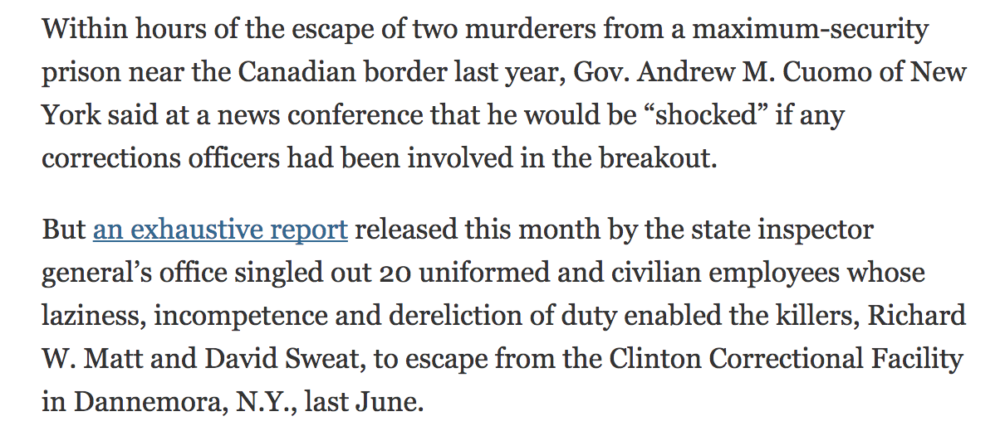 Within hours of the escape of two murderers from a maximum-security
prison near the Canadian border last year, Gov. Andrew M. Cuomo of New
York said at a news conference that he would be “shocked” if any
corrections officers had been involved in the breakout.
But an exhaustive report released this month by the state inspector
general’s office singled out 20 uniformed and civilian employees whose
laziness, incompetence and dereliction of duty enabled the killers, Richard
W. Matt and David Sweat, to escape from the Clinton Correctional Facility
in Dannemora, N.Y., last June.